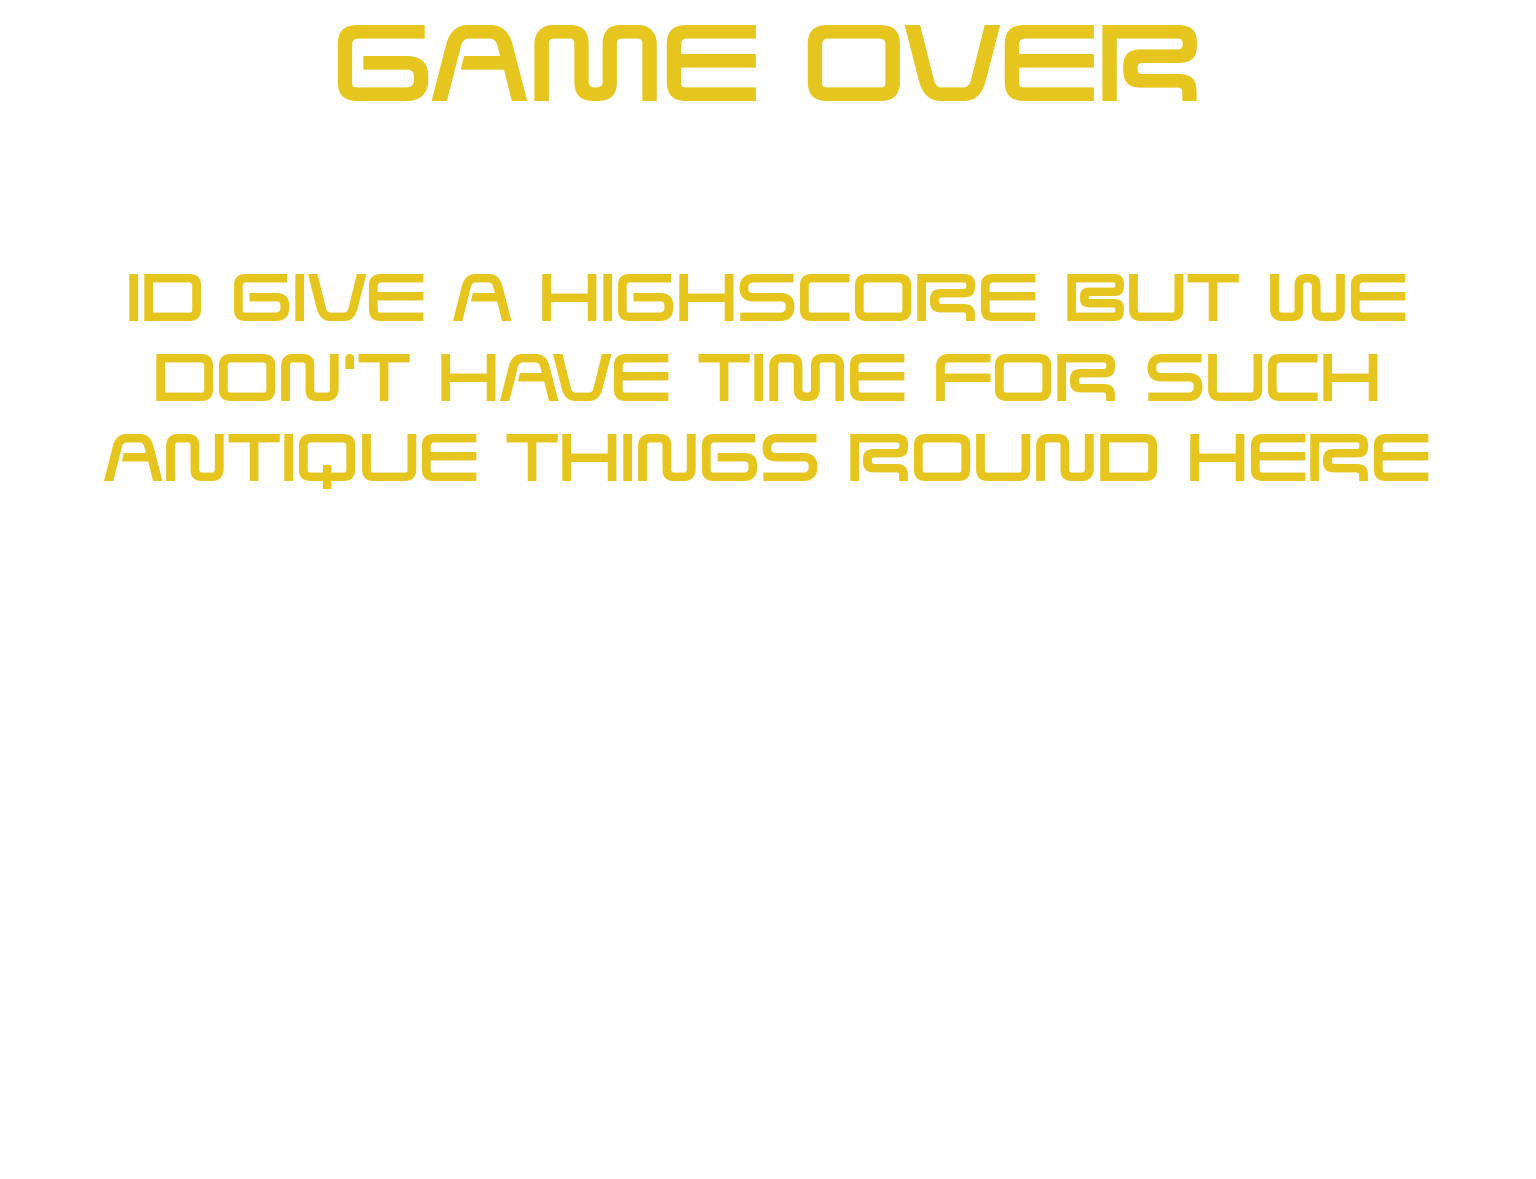 GAME OVER
ID GIVE A HIGHSCORE BUT WE
DON'T HAVE TIME FOR SUCH
ANTIQUE THINGS ROUND HERE